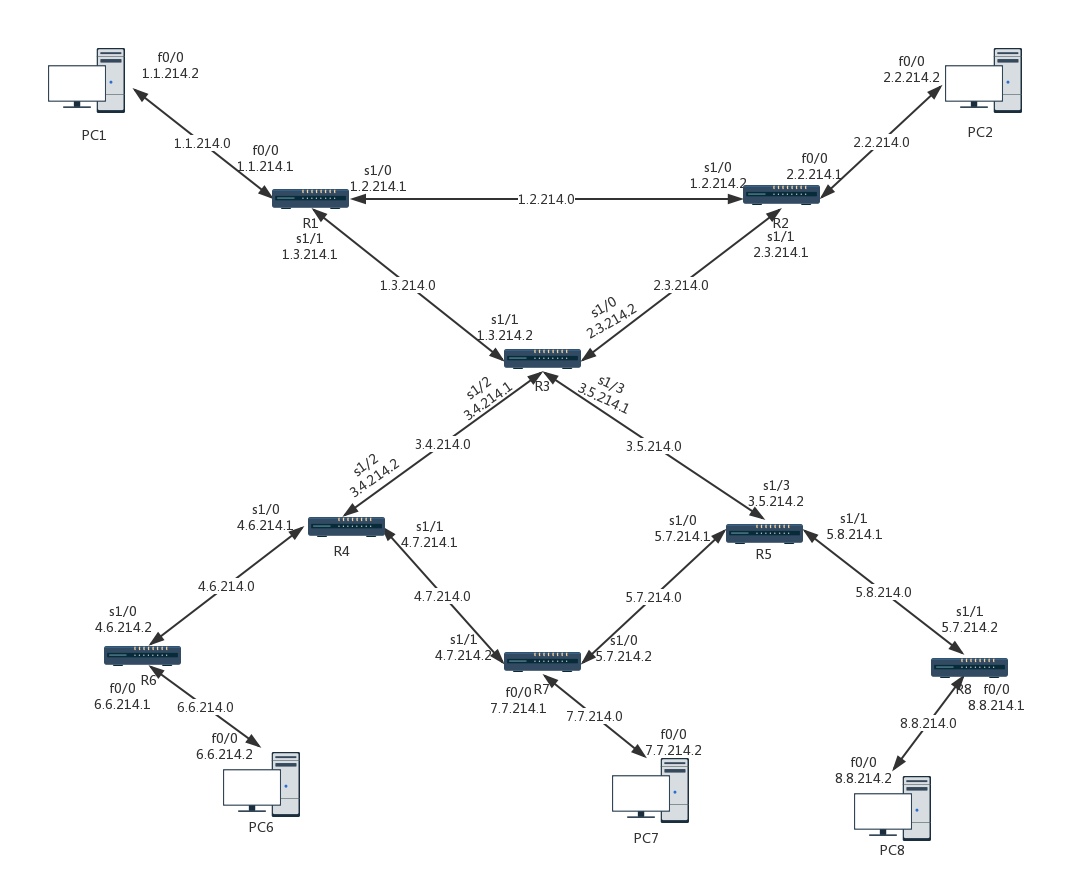 f0/0
1.1.214.2
PC1
1.1.214.0
f0/0
1.1.214.1
s1/0
1.2.214.1
R1
s1/1
1.3.214.1
1.2.214.0
f0/0
2.2.214.2
PC2
2.2.214.0
s1/0
1.2.214.2
f0/0
2.2.214.1
R2
s1/1
2.3.214.1
1.3.214.0
2.3.214.0
s1/1
1.3.214.2
s1/0
2.3.214.2
R3
s1/2
3.4.214.1
s1/3
3.5.214.1
3.4.214.0
3.5.214.0
s1/2
3.4.214.2
s1/3
3.5.214.2
s1/0
4.6.214.1
R4
s1/1
4.7.214.1
s1/0
5.7.214.1
R5
s1/1
5.8.214.1
4.6.214.0
4.7.214.0
5.7.214.0
5.8.214.0
s1/0
4.6.214.2
R6
f0/0
6.6.214.1
s1/1
4.7.214.2
s1/0
5.7.214.2
R7
f0/0
7.7.214.1
s1/1
5.7.214.2
R8
f0/0
8.8.214.1
6.6.214.0
7.7.214.0
8.8.214.0
f0/0
6.6.214.2
PC6
f0/0
7.7.214.2
PC7
f0/0
8.8.214.2
PC8